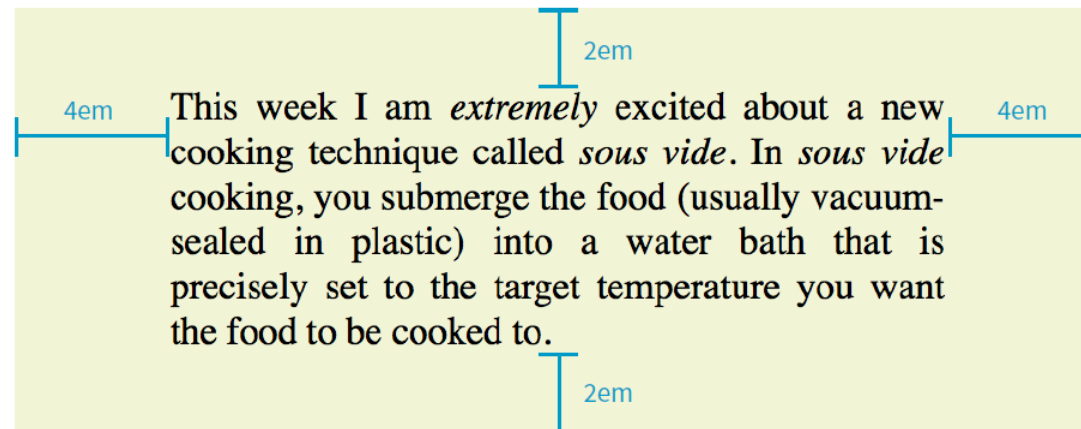 2em
4em
This week I am extremely excited about a new
4em
cooking technique called sous vide. In sous vide
cooking, you submerge the food (usually vacuum-
sealed in plastic) into a water bath that is
precisely set to the target temperature you want
the food to be cooked to.
2em